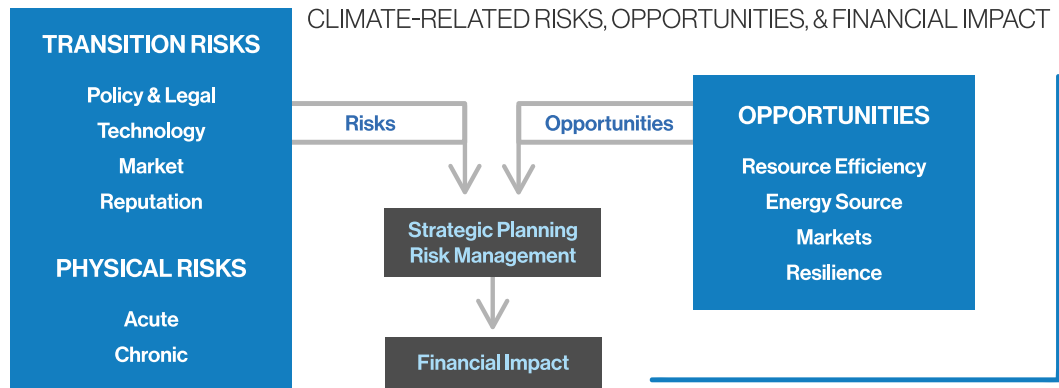 CLIMATE-RELATED RISKS, OPPORTUNITIES, & FINANCIAL IMPACT
TRANSITION RISKS
Policy & Legal
Technology
Market
Reputation
PHYSICAL RISKS
Acute
Chronic
Risks
Opportunities
OPPORTUNITIES
Resource Efficiency
Energy Source
Markets
Resilience
Strategic Planning
Risk Management
Financial Impact